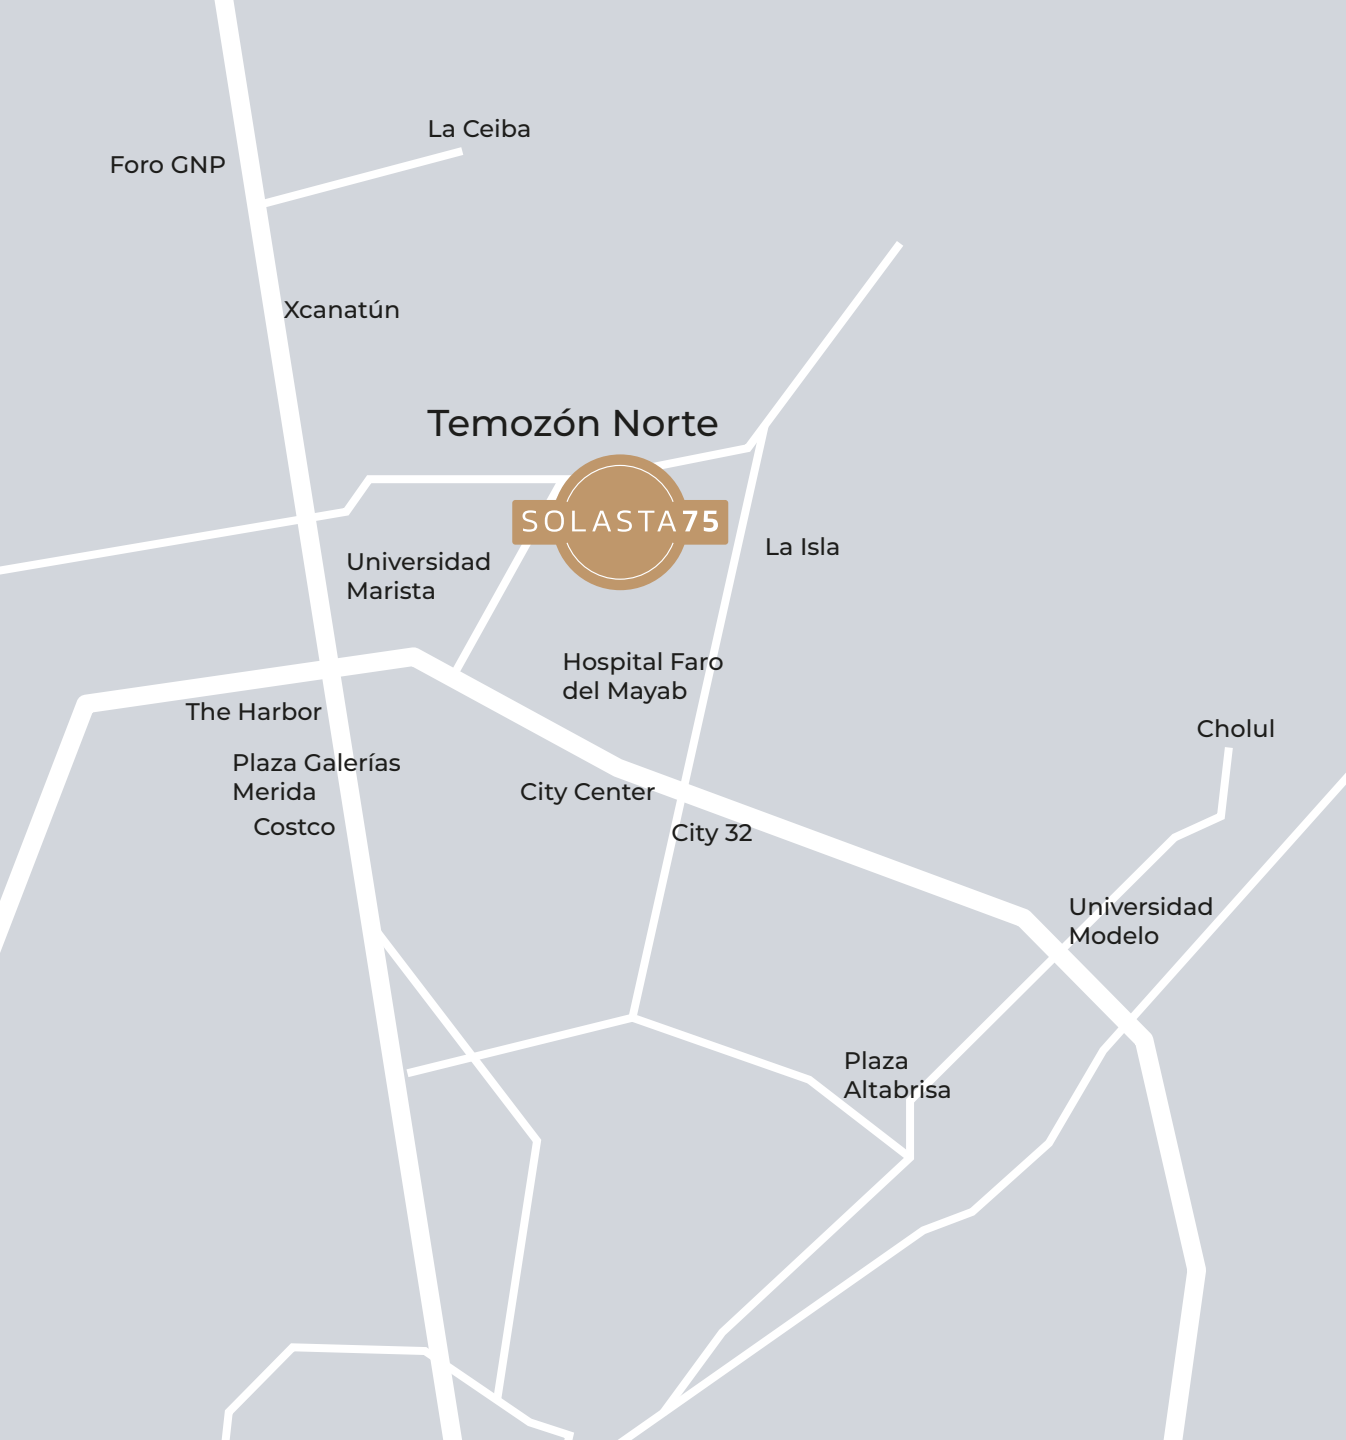 La Ceiba
Foro GNP
Xcanatún
Temozón Norte
SOLASTA75
La Isla
Universidad
Marista
Hospital Faro
del Mayab
The Harbor
Cholul
Plaza Galerías
Merida
City Center
Costco
City 32
Universidad
Modelo
Plaza
Altabrisa